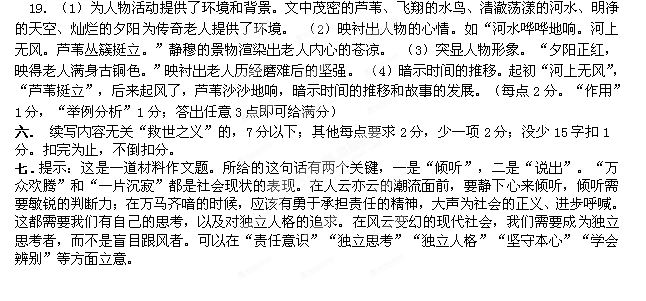 19. （1）为人物活动提供了环境和背景。文中茂密的芦苇、飞翔的水鸟、清澈荡漾的河水、明净
的天空、灿烂的夕阳为传奇老人提供了环境。 （2）映衬出人物的心情。如“河水哗哗地响。河上
无风。芦苇丛簇挺立。”静穆的景物渲染出老人内心的苍凉。 （3）突显人物形象。“夕阳正红，
映得老人满身古铜色。”映衬出老人历经磨难后的坚强。 （4）暗示时间的推移。起初“河上无风”，
“芦苇挺立”，后来起风了，芦苇沙沙地响，暗示时间的推移和故事的发展。（每点 2 分。“作用”
1 分，“举例分析”1 分；答出任意 3 点即可给满分）
六． 续写内容无关“救世之义”的，7 分以下；其他每点要求 2 分，少一项 2 分；没少 15 字扣 1
分。扣完为止，不倒扣分。
七．提示：这是一道材料作文题。所给的这句话有两个关键，一是“倾听”，二是“说出”。“万
众欢腾”和“一片沉寂”都是社会现状的表现。在人云亦云的潮流面前，要静下心来倾听，倾听需
要敏锐的判断力；在万马齐喑的时候，应该有勇于承担责任的精神，大声为社会的正义、进步呼喊。
这都需要我们有自己的思考，以及对独立人格的追求。在风云变幻的现代社会，我们需要成为独立
思考者，而不是盲目跟风者。可以在“责任意识”“独立思考”“独立人格”“坚守本心”“学会
辨别”等方面立意。